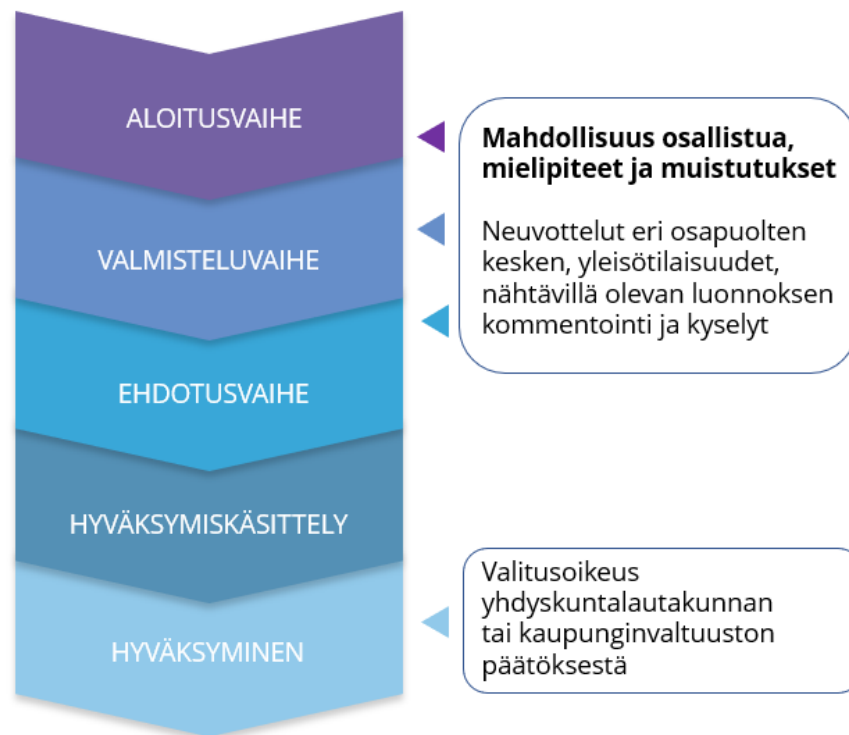 ALOITUSVAIHE
Mahdollisuus osallistua,
mielipiteet ja muistutukset
VALMISTELUVAIHE
Neuvottelut eri osapuolten
kesken, yleisötilaisuudet,
nähtävillä olevan luonnoksen
kommentointi ja kyselyt
EHDOTUSVAIHE
HYVÄKSYMISKÄSITTELY
Valitusoikeus
yhdyskuntalautakunnan
tai kaupunginvaltuuston
päätöksestä
HYVÄKSYMINEN